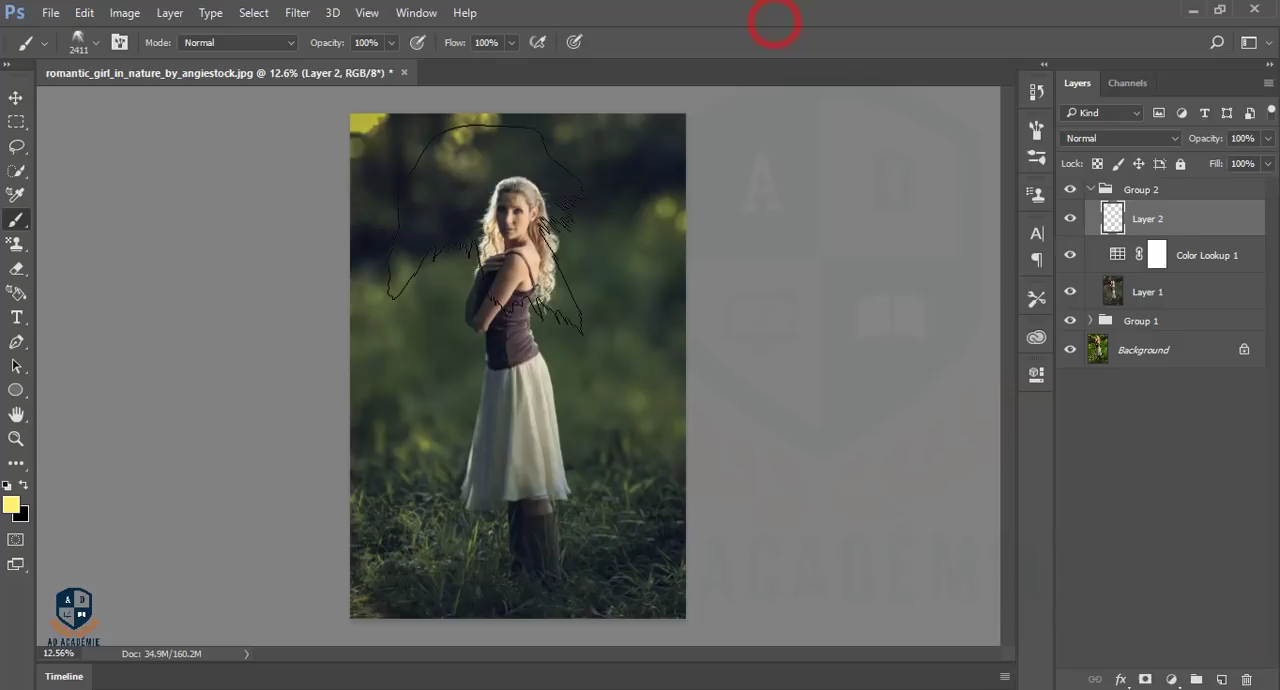 Ps File Edit Image Layer Type Select Filter 3D View Window Help
2411 Mode: Normal Opacity: 100% Flow: 100%
romantic_girl_in_nature_by_angiestock.jpg @ 12.6% (Layer 2, RGB/8*) * ×
Layers Channels
Kind
Normal Opacity: 100%
Lock: Fill: 100%
Group 2
Layer 2
Color Lookup 1
Layer 1
Group 1
Background
A D
AD ACADÉMIE
12.56% Doc: 34.9M/160.2M
Timeline
A D
ACADEMIE